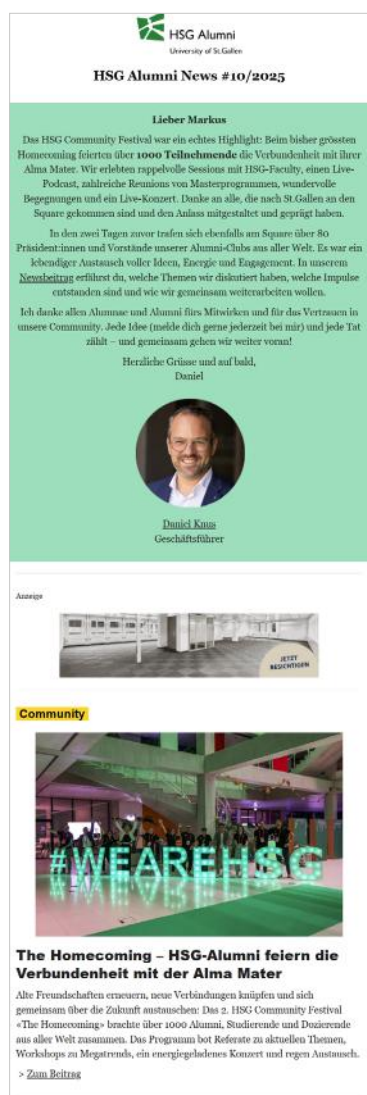 HSG Alumni
University of St.Gallen
HSG Alumni News #10/2025
Lieber Markus
Das HSG Community Festival war ein echtes Highlight: Beim bisher grössten
Homecoming feierten über 1000 Teilnehmende die Verbundenheit mit ihrer
Alma Mater. Wir erlebten rappelvolle Sessions mit HSG-Faculty, einen Live-
Podcast, zahlreiche Reunions von Masterprogrammen, wundervolle
Begegnungen und ein Live-Konzert. Danke an alle, die nach St.Gallen an den
Square gekommen sind und den Anlass mitgestaltet und geprägt haben.
In den zwei Tagen zuvor trafen sich ebenfalls am Square über 80
Präsident:innen und Vorstände unserer Alumni-Clubs aus aller Welt. Es war ein
lebendiger Austausch voller Ideen, Energie und Engagement. In unserem
Newsbeitrag erfährst du, welche Themen wir diskutiert haben, welche Impulse
entstanden sind und wie wir gemeinsam weiterarbeiten wollen.
Ich danke allen Alumnae und Alumni fürs Mitwirken und für das Vertrauen in
unsere Community. Jede Idee (melde dich gerne jederzeit bei mir) und jede Tat
zählt – und gemeinsam gehen wir weiter voran!
Herzliche Grüsse und auf bald,
Daniel
Daniel Knus
Geschäftsführer
Anzeige
JETZT
BESICHTIGEN
Community
#WEAREHSG
The Homecoming – HSG-Alumni feiern die
Verbundenheit mit der Alma Mater
Alte Freundschaften erneuern, neue Verbindungen knüpfen und sich
gemeinsam über die Zukunft austauschen: Das 2. HSG Community Festival
«The Homecoming» brachte über 1000 Alumni, Studierende und Dozierende
aus aller Welt zusammen. Das Programm bot Referate zu aktuellen Themen,
Workshops zu Megatrends, ein energiegeladenes Konzert und regen Austausch.
> Zum Beitrag